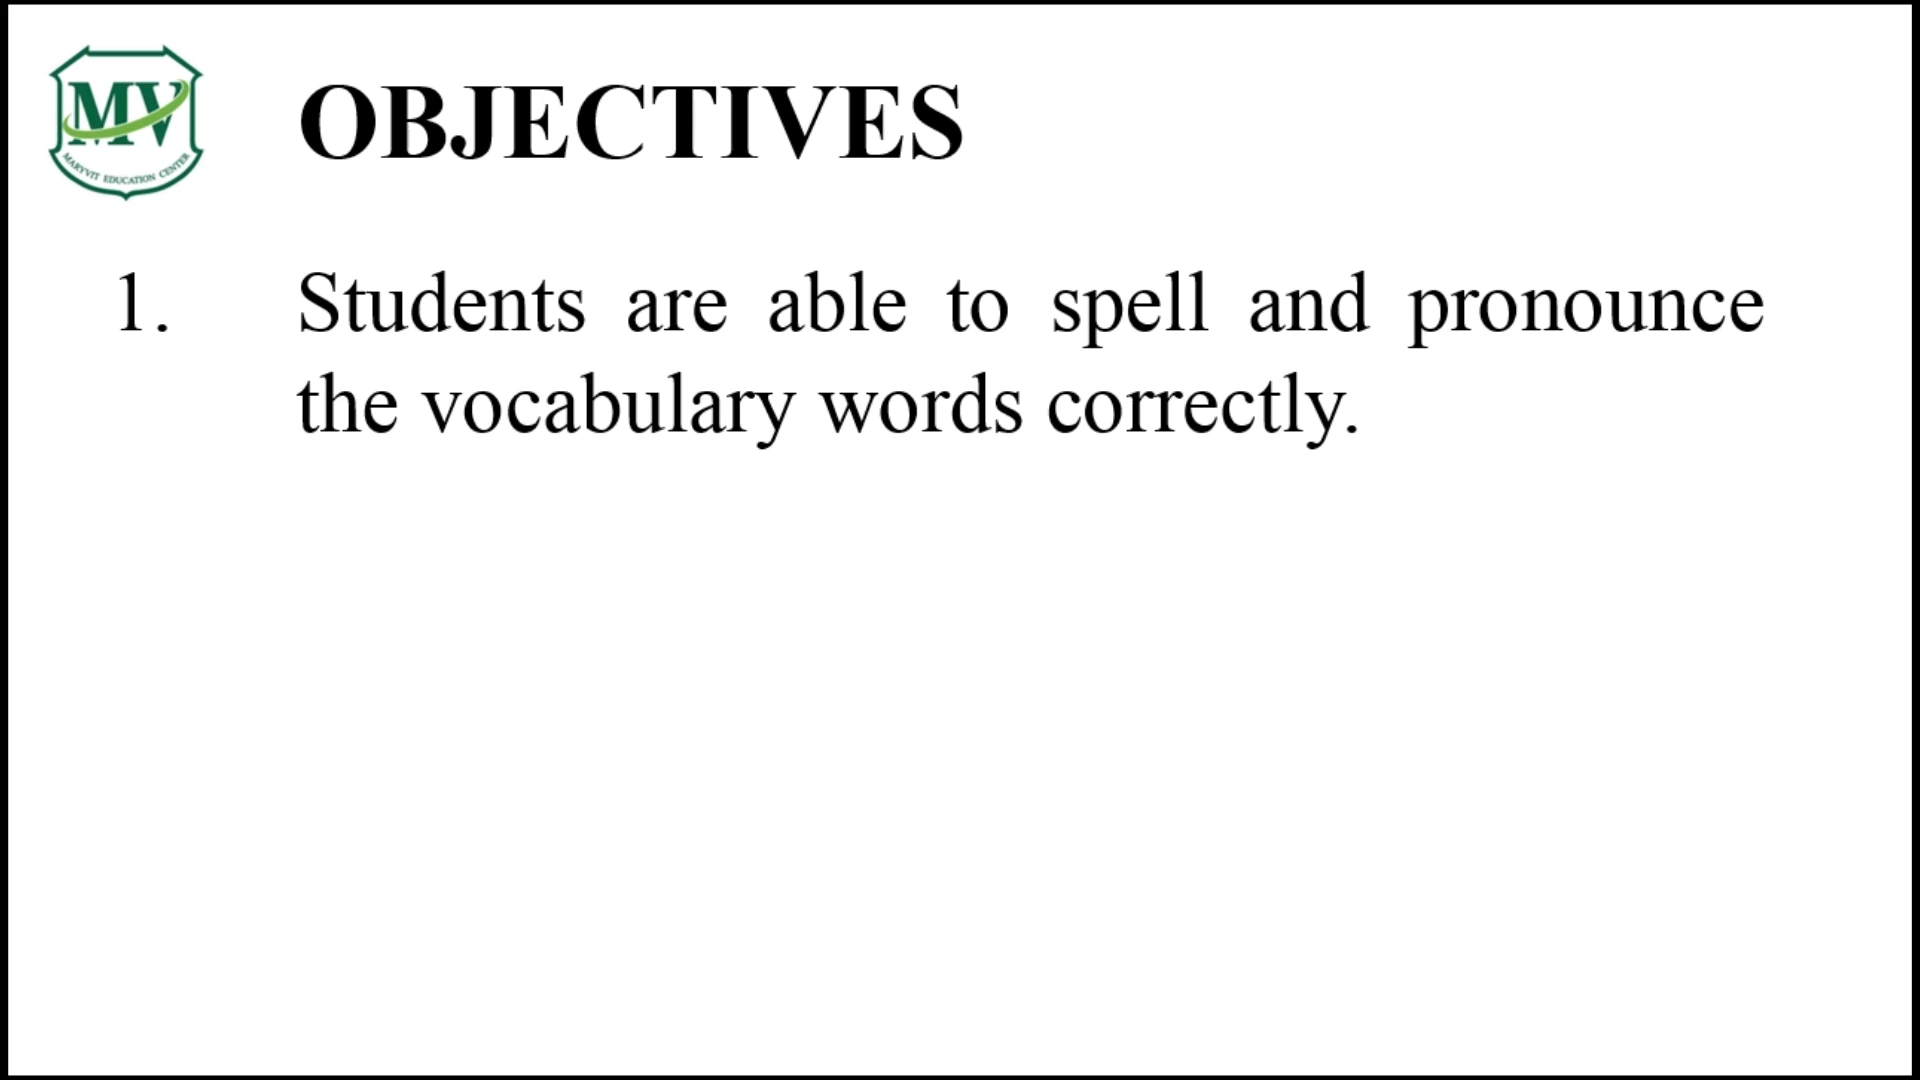 MV
MARYVIT EDUCATION CENTER
OBJECTIVES
1. Students are able to spell and pronounce
the vocabulary words correctly.